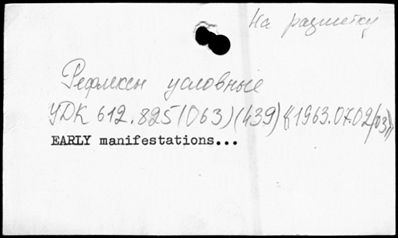 На разметку
Рефлексы условные
УДК 612.825(063)(439)"1963.07.02/03"
EARLY manifestations...